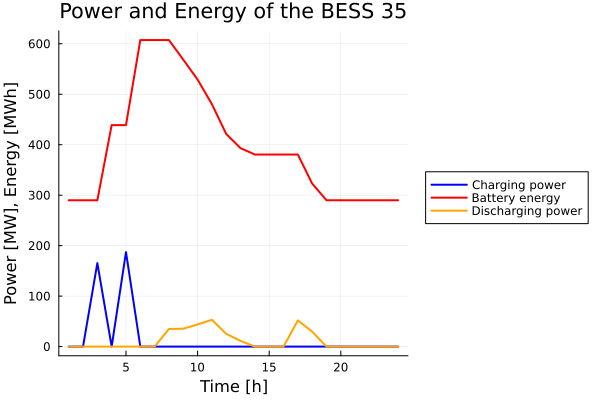 Power and Energy of the BESS 35
Power [MW], Energy [MWh]
600
500
400
300
200
100
0
5
10
15
20
Time [h]
Charging power
Battery energy
Discharging power